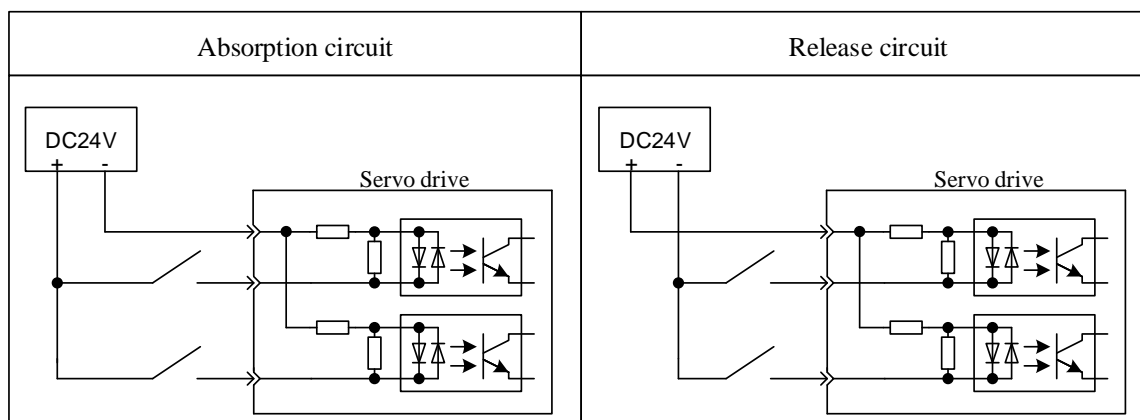 Absorption circuit
Release circuit
DC24V
+ -
Servo drive
DC24V
+ -
Servo drive